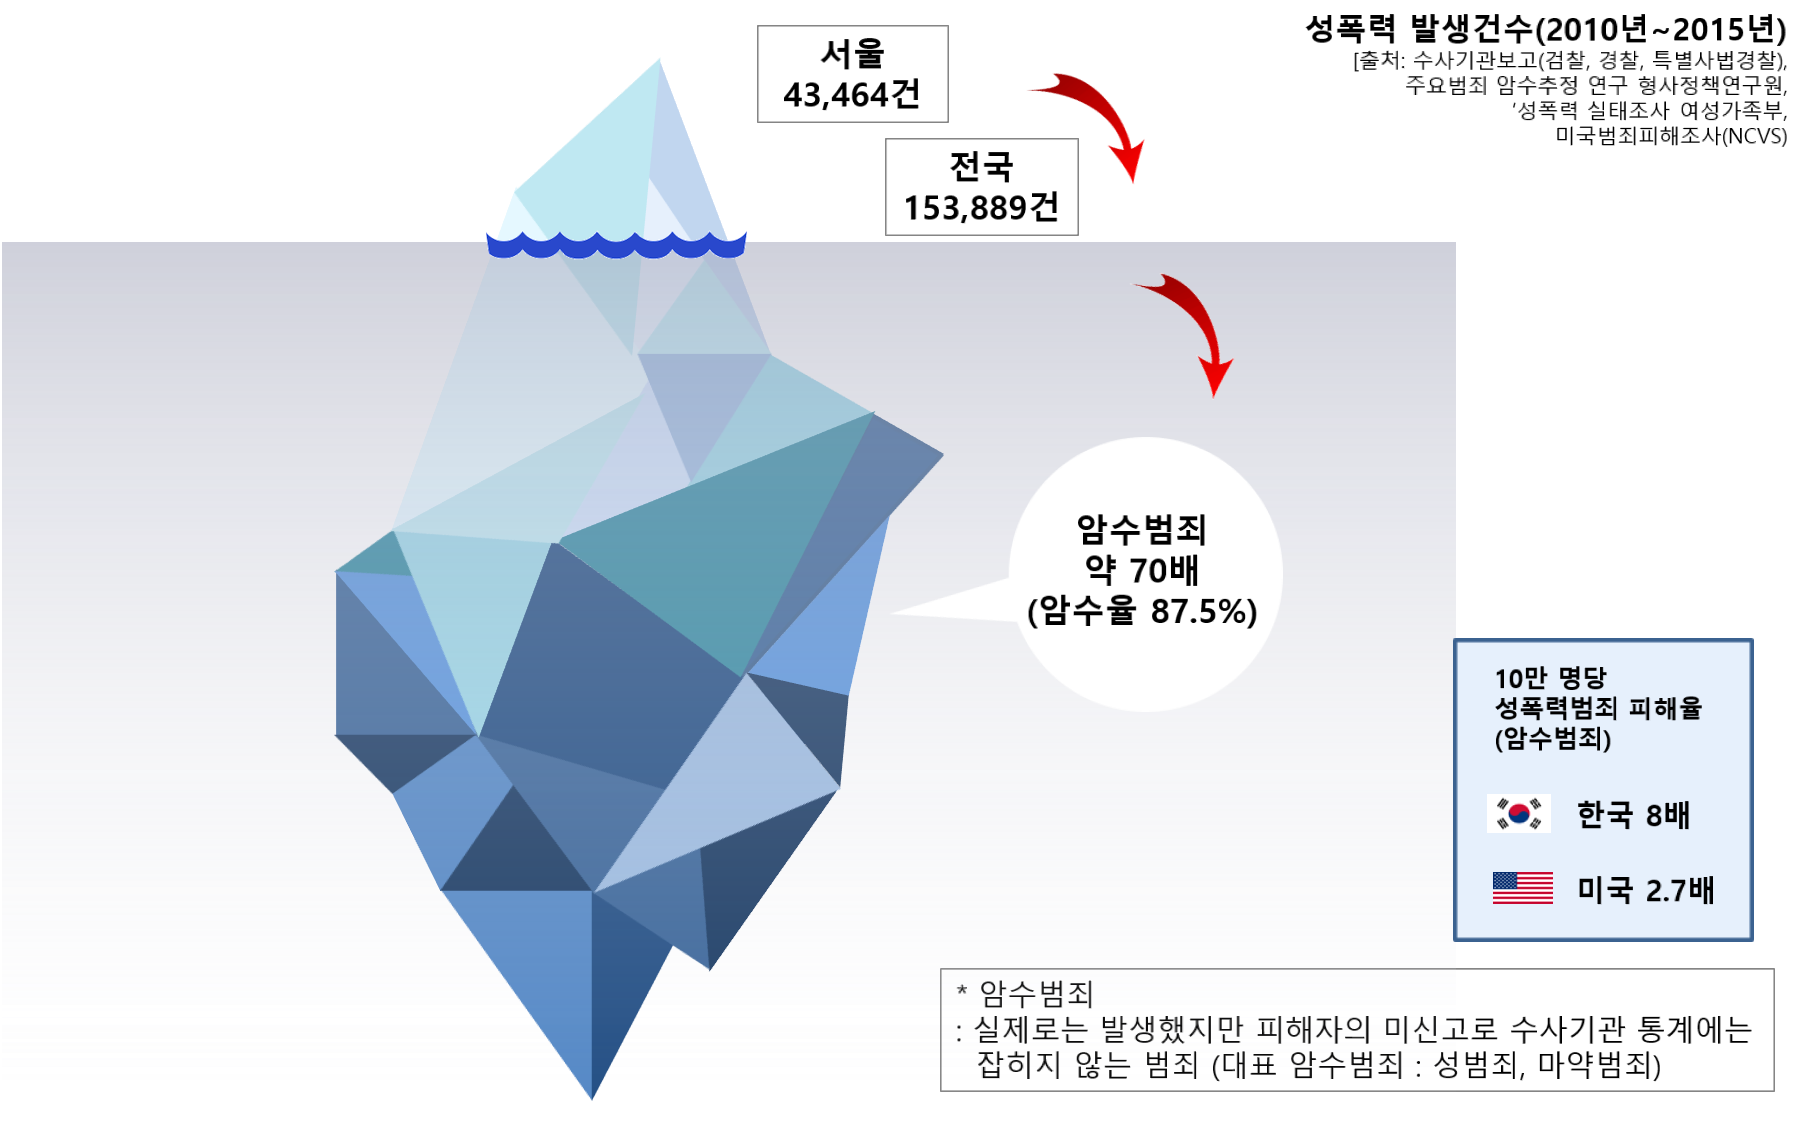 성폭력 발생건수(2010년~2015년)
[출처: 수사기관보고(검찰, 경찰, 특별사법경찰),
주요범죄 암수추정 연구 형사정책연구원,
‘성폭력 실태조사 여성가족부,
미국범죄피해조사(NCVS)
서울
43,464건
전국
153,889건
암수범죄
약 70배
(암수율 87.5%)
10만 명당
성폭력범죄 피해율
(암수범죄)
한국 8배
미국 2.7배
* 암수범죄
: 실제로는 발생했지만 피해자의 미신고로 수사기관 통계에는
잡히지 않는 범죄 (대표 암수범죄 : 성범죄, 마약범죄)